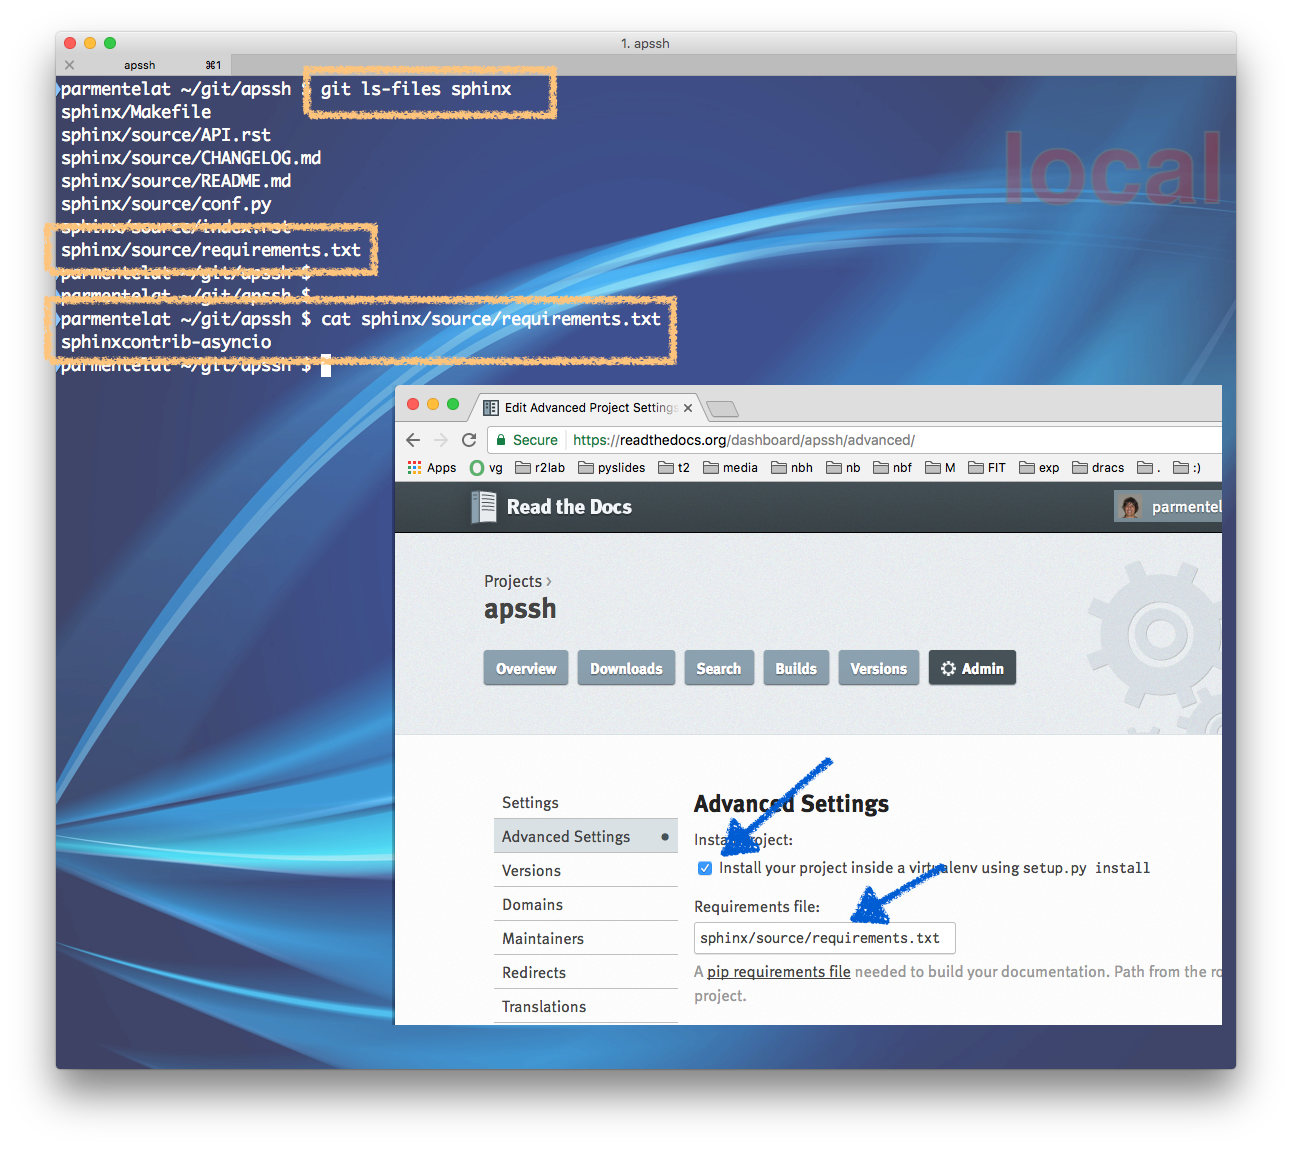 1. apssh
apssh ⌘1
parmentelat ~/git/apssh $ git ls-files sphinx
sphinx/Makefile
sphinx/source/API.rst
sphinx/source/CHANGELOG.md
sphinx/source/README.md
sphinx/source/conf.py
sphinx/source/index.rst
sphinx/source/requirements.txt
parmentelat ~/git/apssh $
parmentelat ~/git/apssh $
parmentelat ~/git/apssh $ cat sphinx/source/requirements.txt
sphinxcontrib-asyncio
parmentelat ~/git/apssh $
local
Edit Advanced Project Settings
Secure https://readthedocs.org/dashboard/apssh/advanced/
Apps vg r2lab pyslides t2 media nbh nb nbf M FIT exp dracs . :)
Read the Docs
parmentel
Projects ›
apssh
Overview Downloads Search Builds Versions Admin
Settings
Advanced Settings
Versions
Domains
Maintainers
Redirects
Translations
Advanced Settings
Install project:
Install your project inside a virtualenv using setup.py install
Requirements file:
sphinx/source/requirements.txt
A pip requirements file needed to build your documentation. Path from the ro
project.